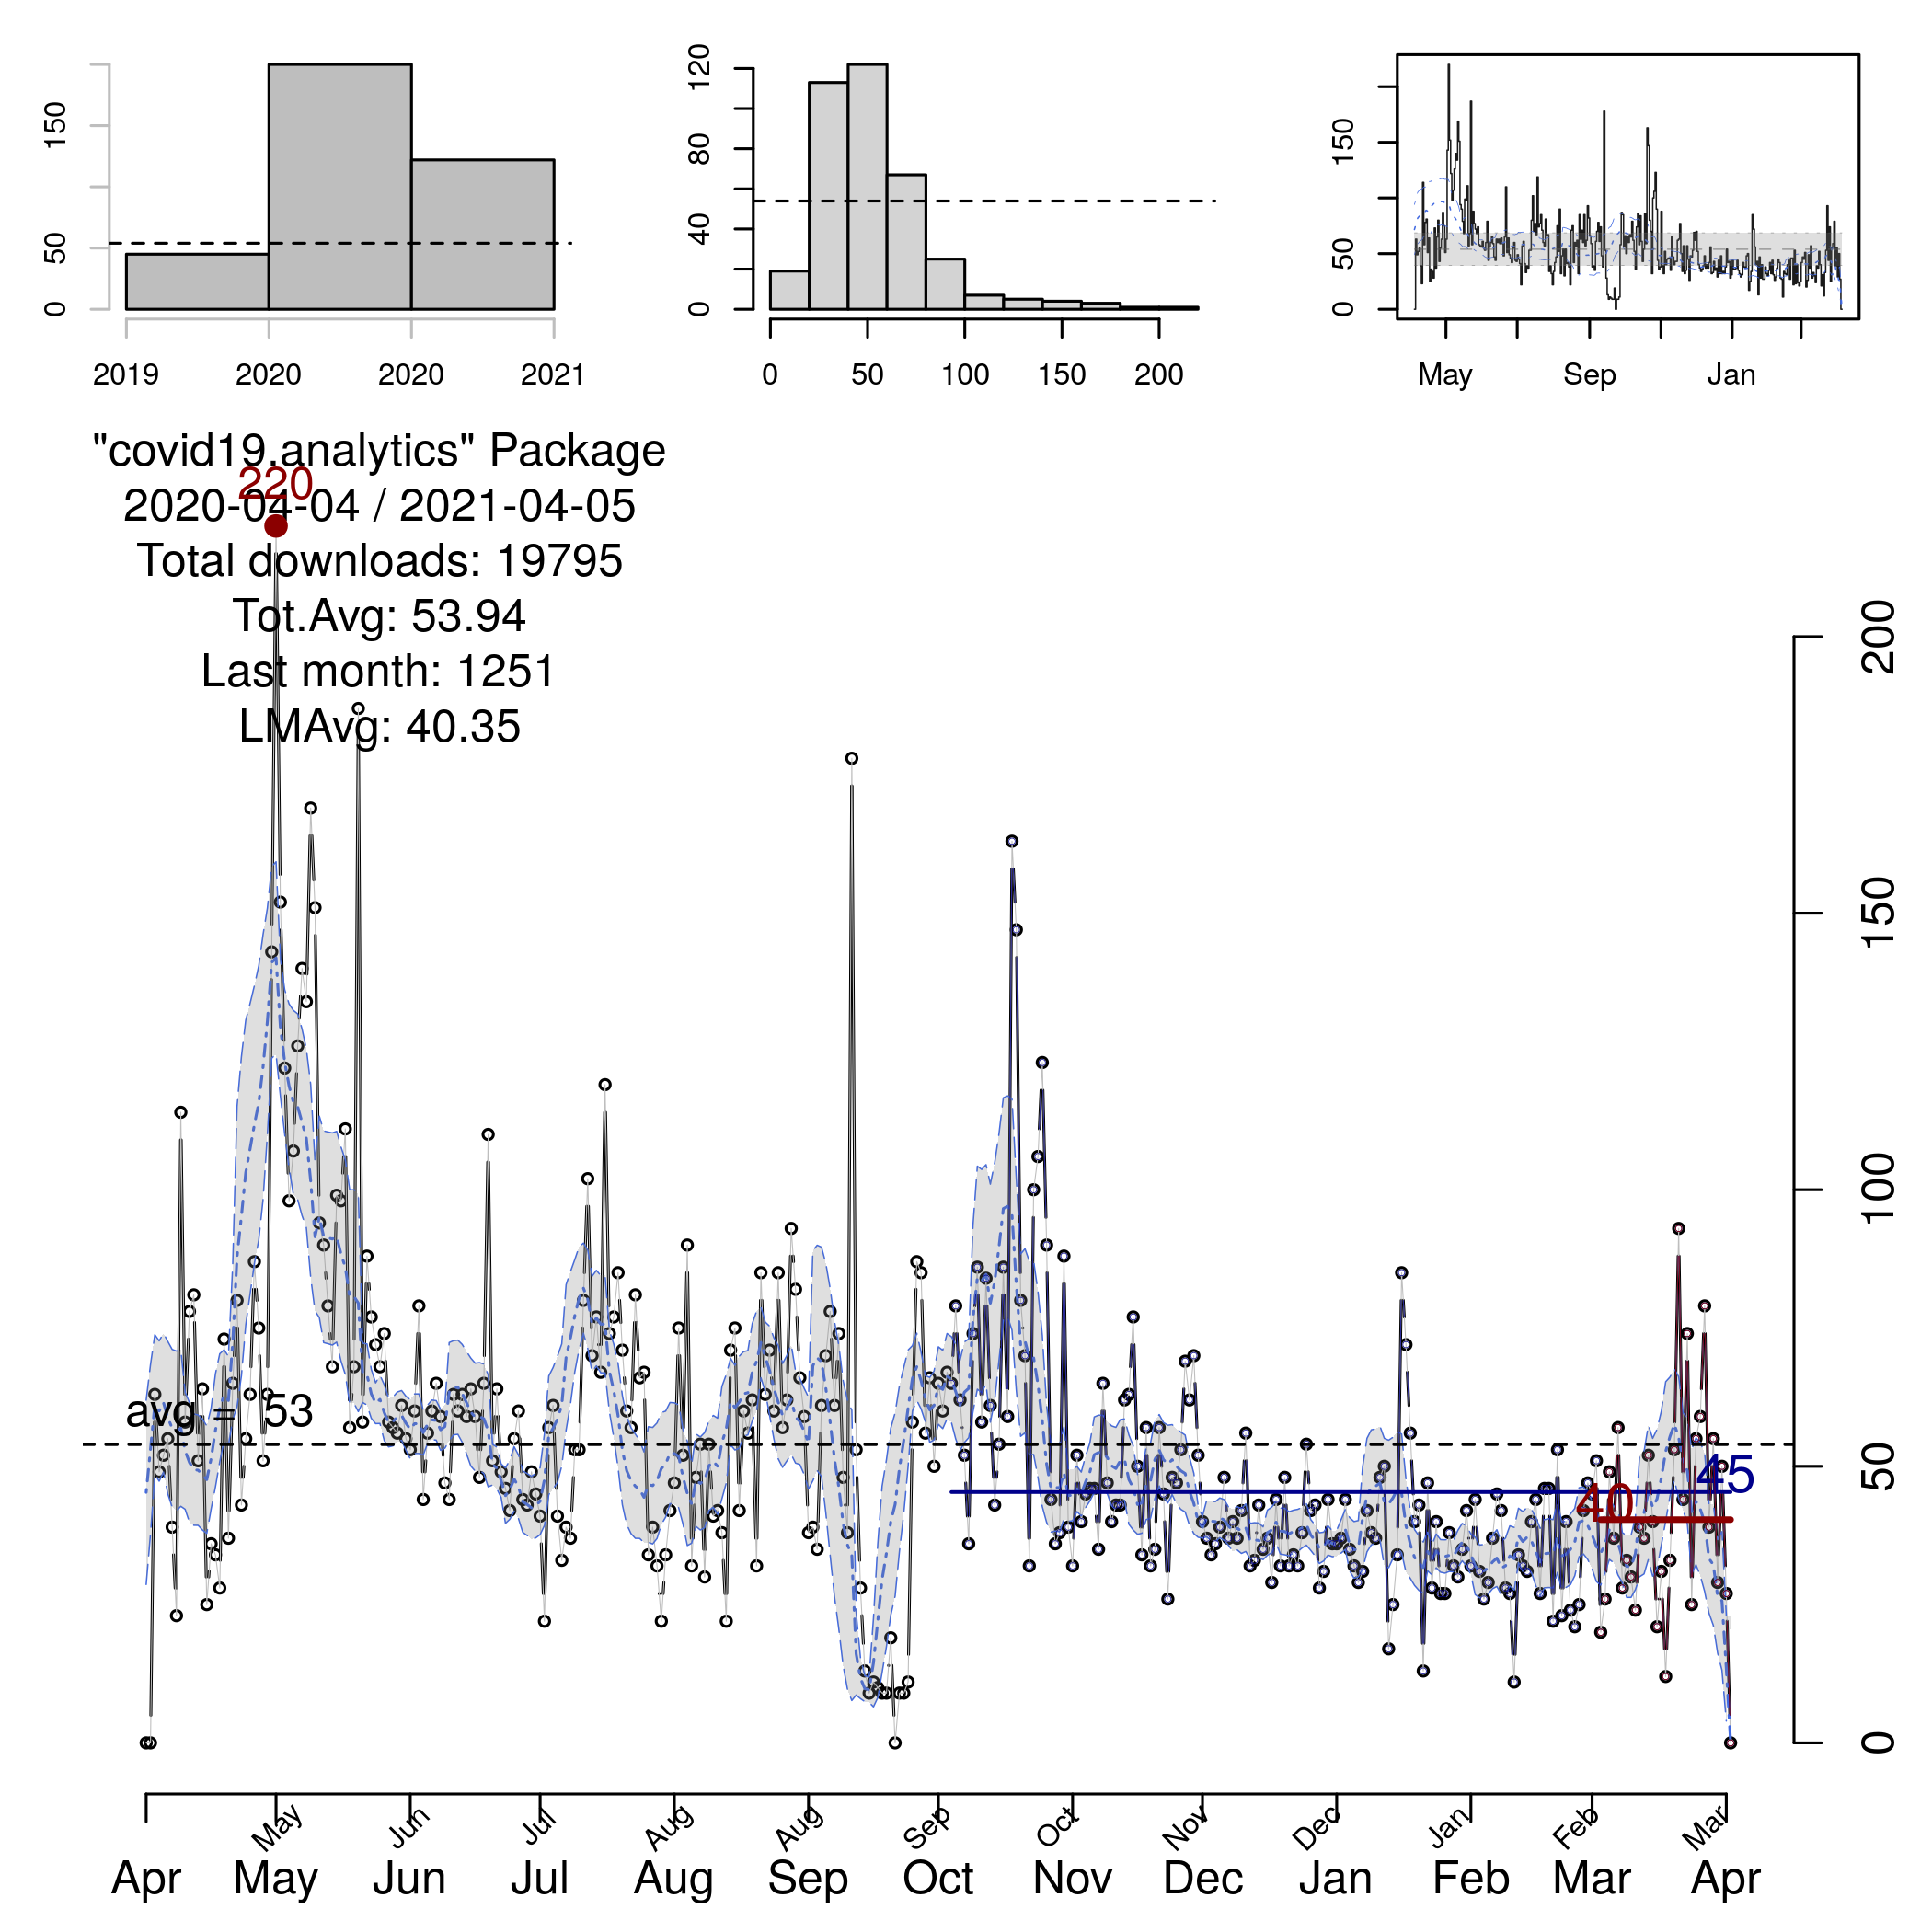 150
50
0
2019 2020 2020 2021
120
80
40
0
0 50 100 150 200
150
50
0
May Sep Jan
"covid19.analytics" Package
220
2020-04-04 / 2021-04-05
Total downloads: 19795
Tot.Avg: 53.94
Last month: 1251
LMAvg: 40.35
200
150
100
50
0
avg = 53
45
40
May Jun Jul Aug Aug Sep Oct Nov Dec Jan Feb Mar
Apr May Jun Jul Aug Sep Oct Nov Dec Jan Feb Mar Apr